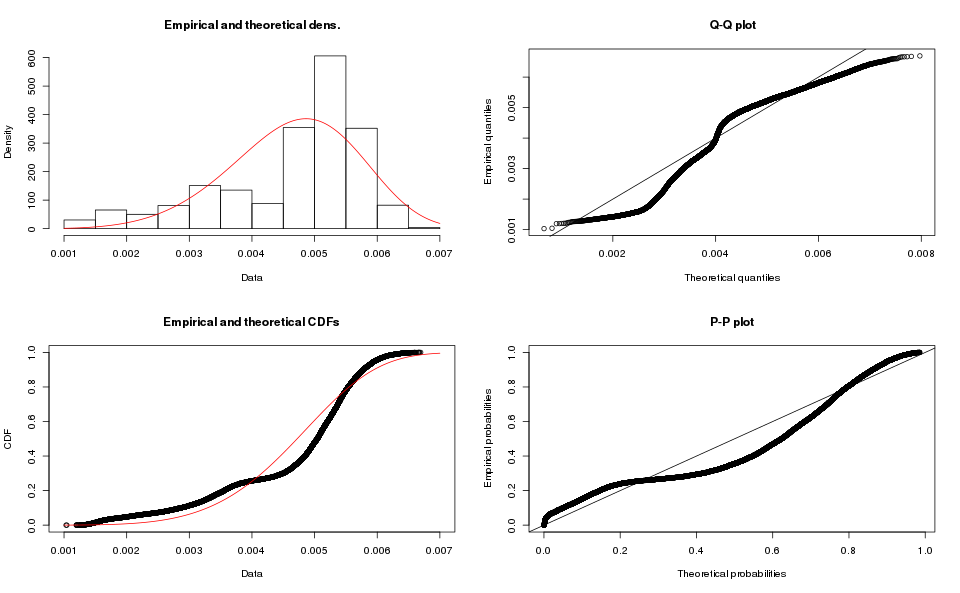 Empirical and theoretical dens.
Density
0 100 200 300 400 500 600
0.001 0.002 0.003 0.004 0.005 0.006 0.007
Data
Q-Q plot
Empirical quantiles
0.001 0.003 0.005
0.002 0.004 0.006 0.008
Theoretical quantiles
Empirical and theoretical CDFs
CDF
0.0 0.2 0.4 0.6 0.8 1.0
0.001 0.002 0.003 0.004 0.005 0.006 0.007
Data
P-P plot
Empirical probabilities
0.0 0.2 0.4 0.6 0.8 1.0
0.0 0.2 0.4 0.6 0.8 1.0
Theoretical probabilities